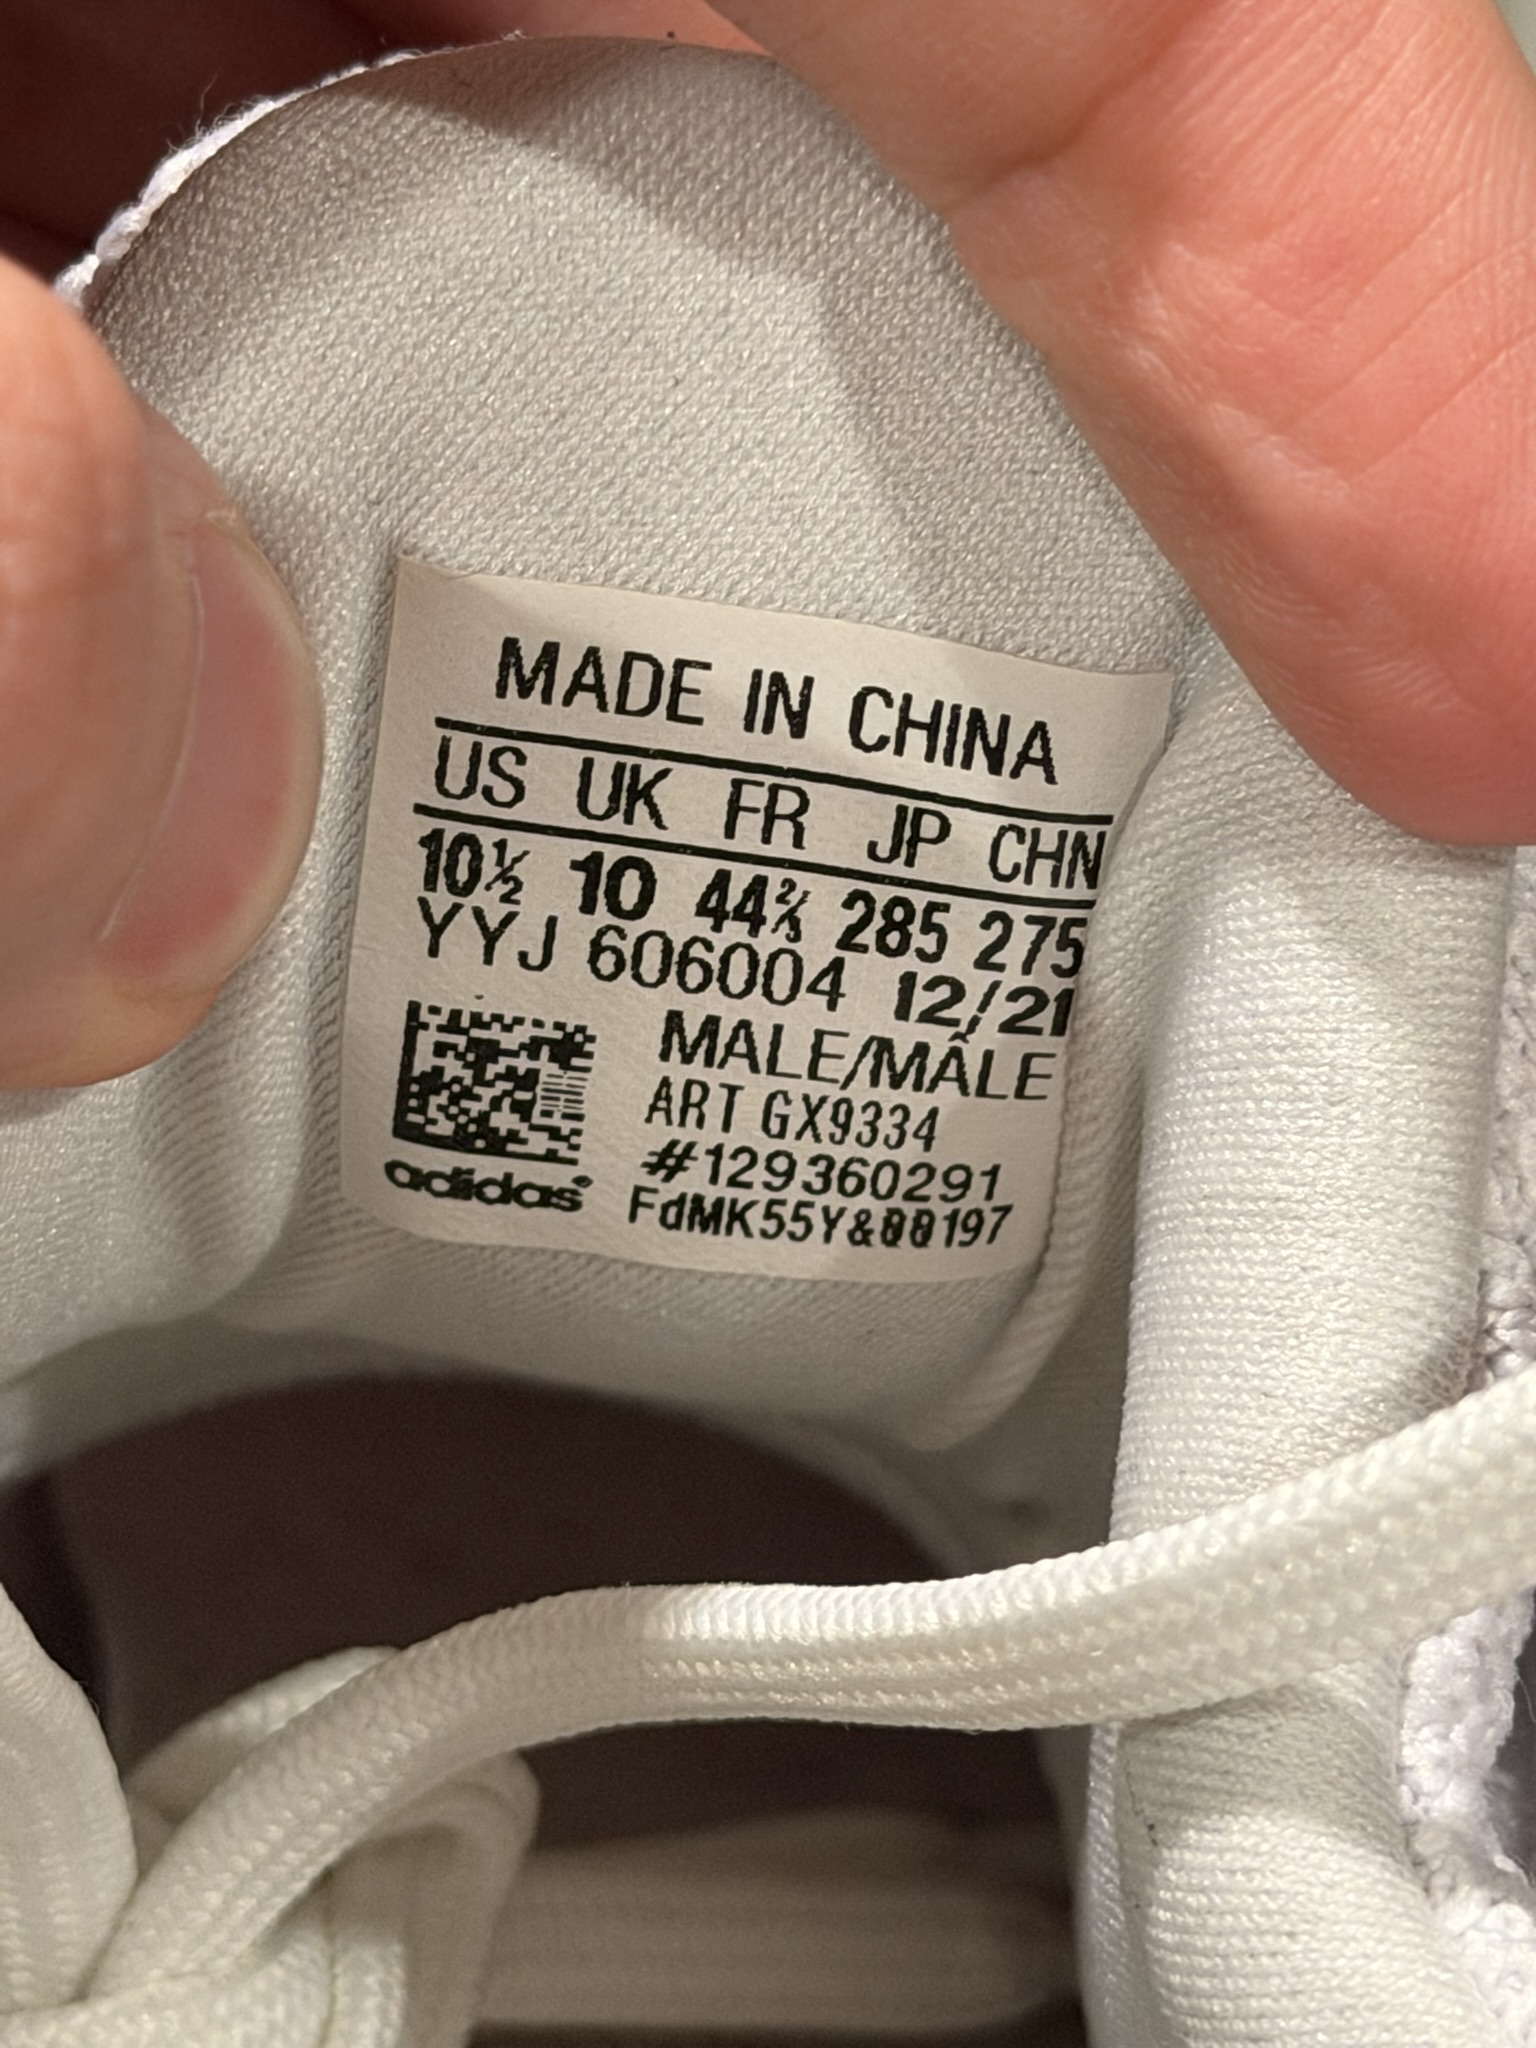 MADE IN CHINA
US UK FR JP CHN
10½ 10 44⅔ 285 275
YYJ 606004 12/21
MALE/MÂLE
ART GX9334
#129360291
adidas